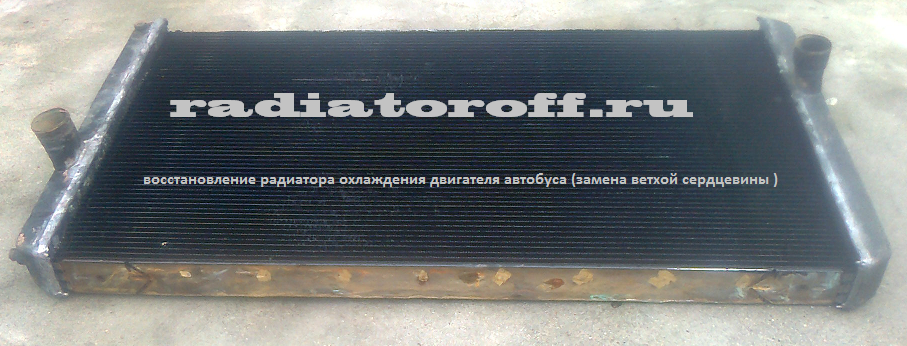 radiatoroff.ru
восстановление радиатора охлаждения двигателя автобуса (замена ветхой сердцевины )